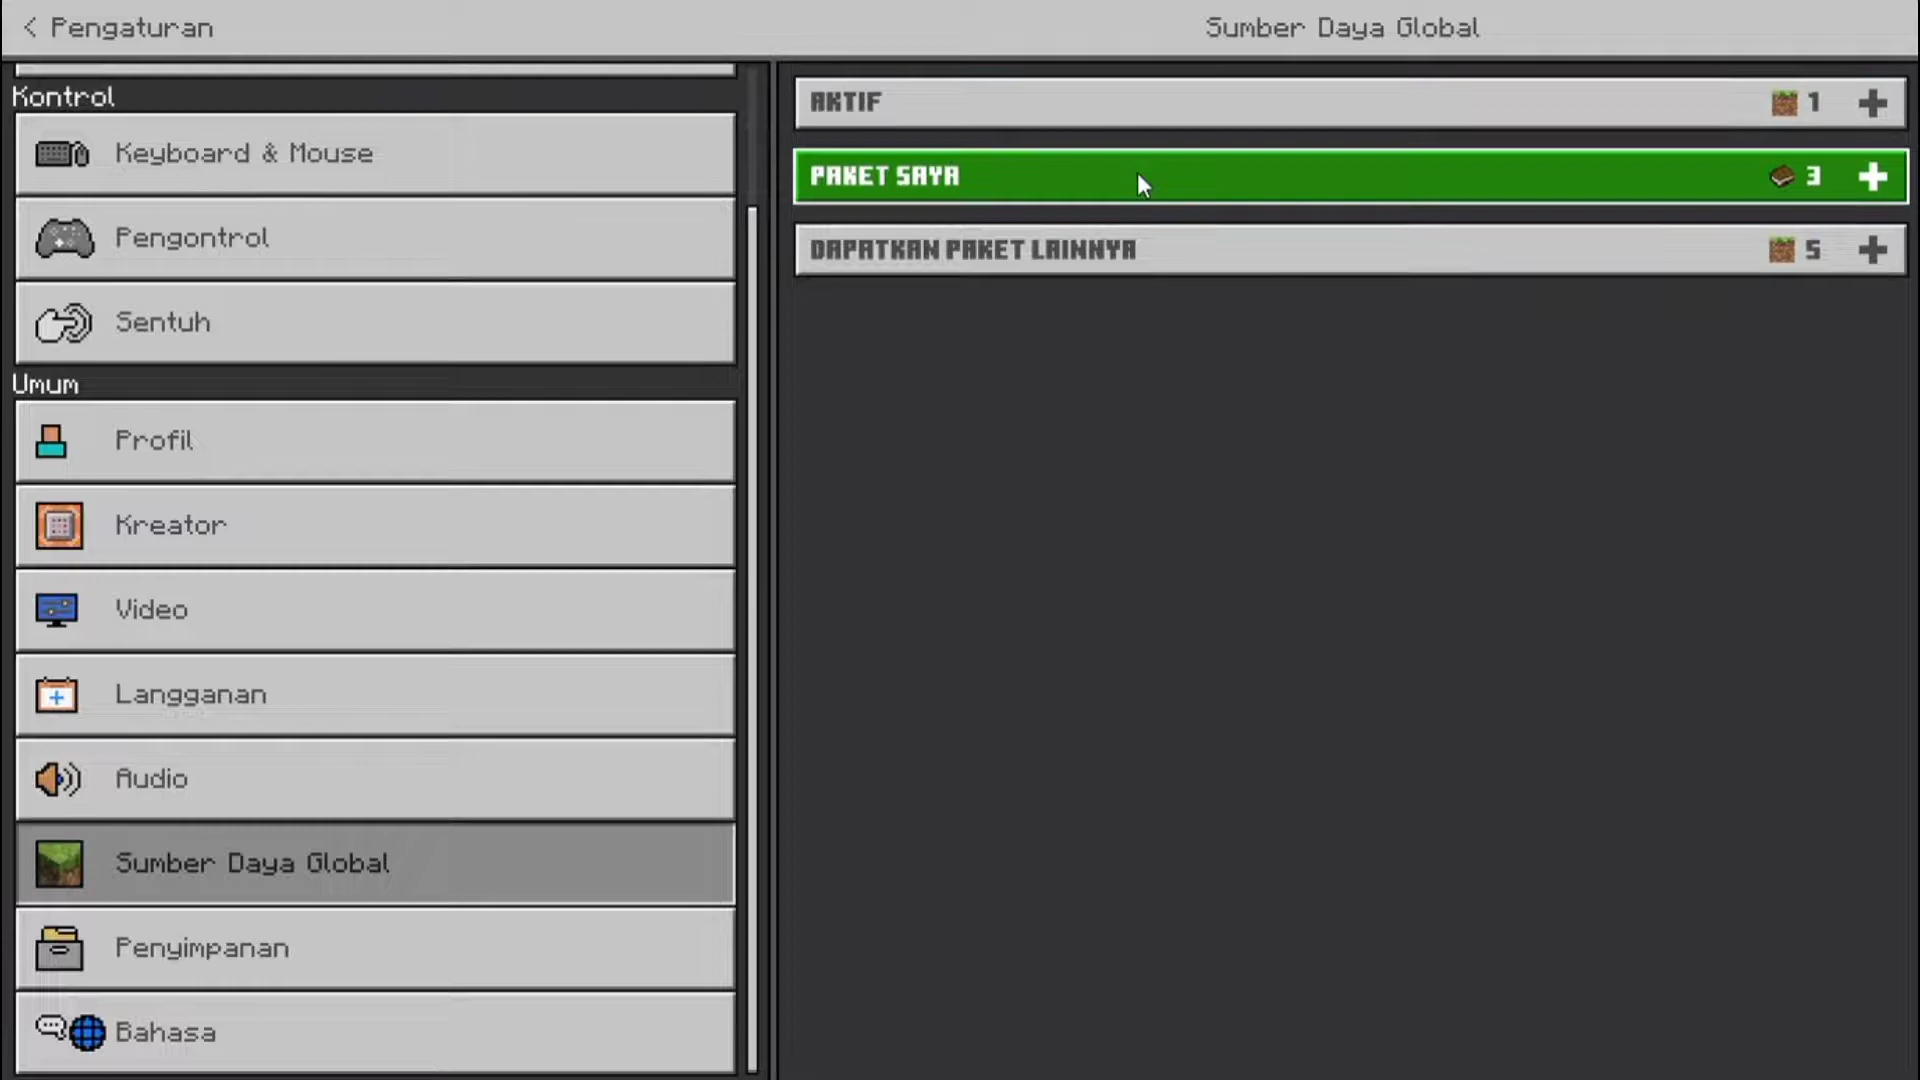 < Pengaturan
Sumber Daya Global
Kontrol
Keyboard & Mouse
Pengontrol
Sentuh
Umum
Profil
Kreator
Video
Langganan
Audio
Sumber Daya Global
Penyimpanan
Bahasa
AKTIF 1
PAKET SAYA 3
DAPATKAN PAKET LAINNYA 5